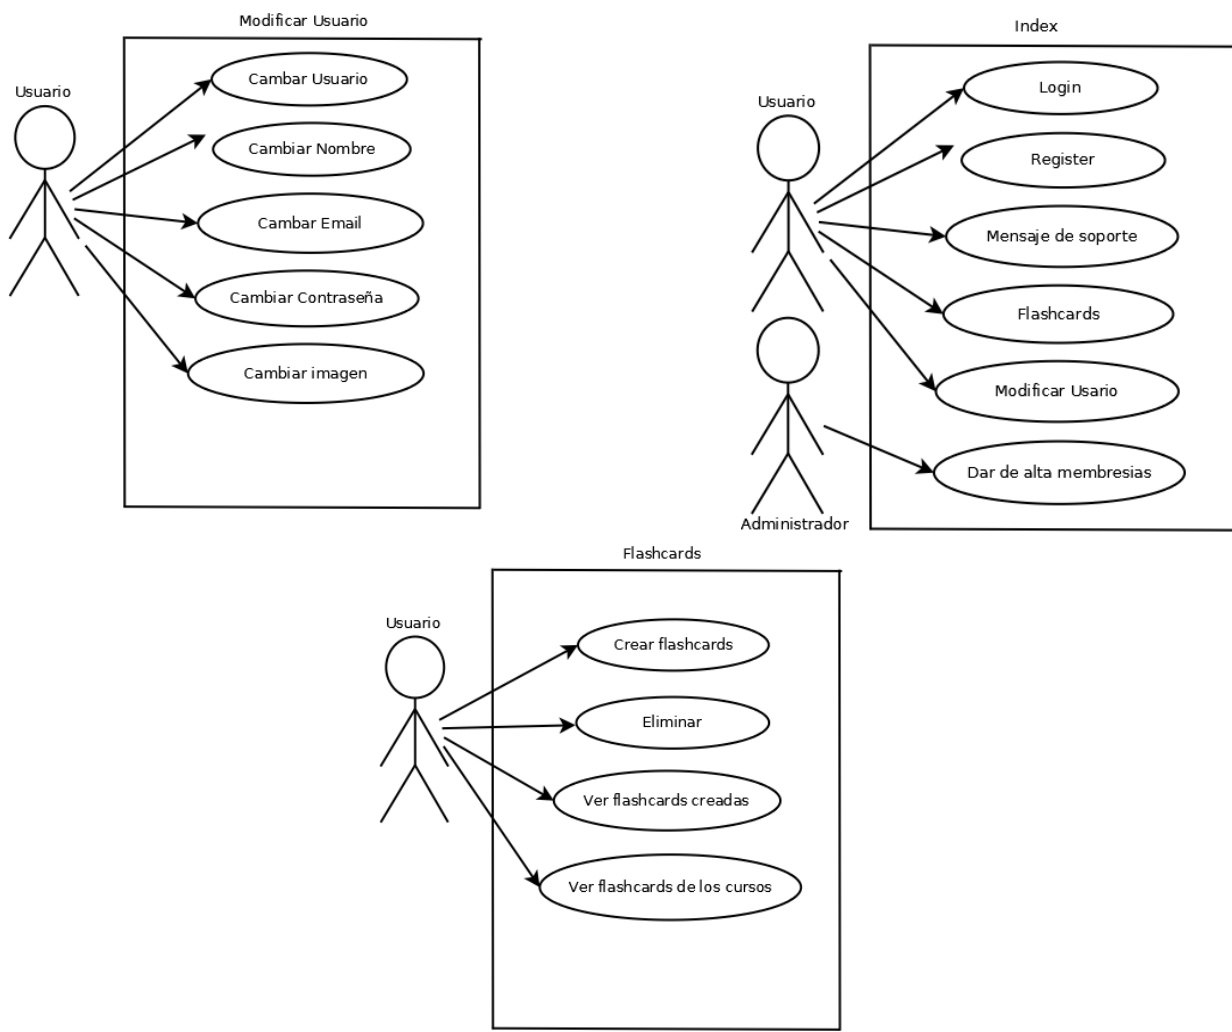 Modificar Usuario
Usuario
Cambar Usuario
Cambiar Nombre
Cambar Email
Cambiar Contraseña
Cambiar imagen
Index
Usuario
Login
Register
Mensaje de soporte
Flashcards
Modificar Usario
Dar de alta membresias
Administrador
Flashcards
Usuario
Crear flashcards
Eliminar
Ver flashcards creadas
Ver flashcards de los cursos